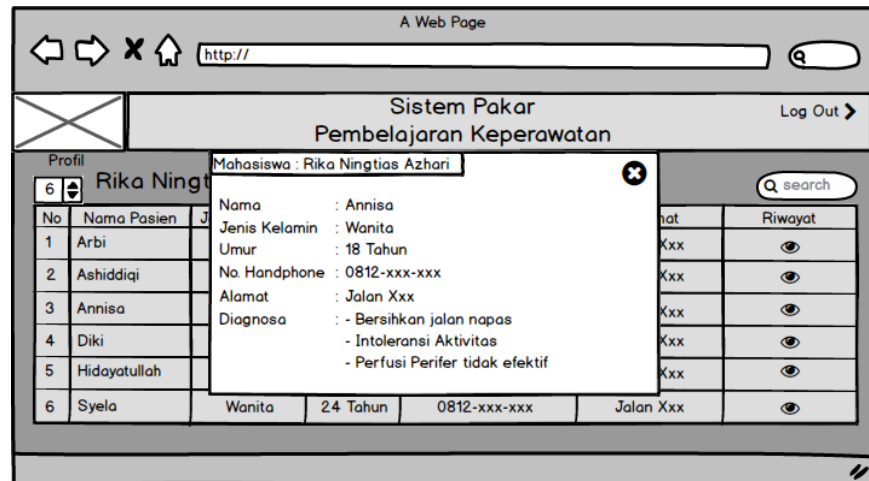 A Web Page
http://
Sistem Pakar
Pembelajaran Keperawatan
Log Out
Profil
6
Rika Ningt
search
Mahasiswa : Rika Ningtias Azhari
Nama : Annisa
Jenis Kelamin : Wanita
Umur : 18 Tahun
No. Handphone : 0812-xxx-xxx
Alamat : Jalan Xxx
Diagnosa : - Bersihkan jalan napas
- Intoleransi Aktivitas
- Perfusi Perifer tidak efektif
No Nama Pasien J nat Riwayat
1 Arbi Xxx
2 Ashiddiqi Xxx
3 Annisa Xxx
4 Diki Xxx
5 Hidayatullah Xxx
6 Syela Wanita 24 Tahun 0812-xxx-xxx Jalan Xxx